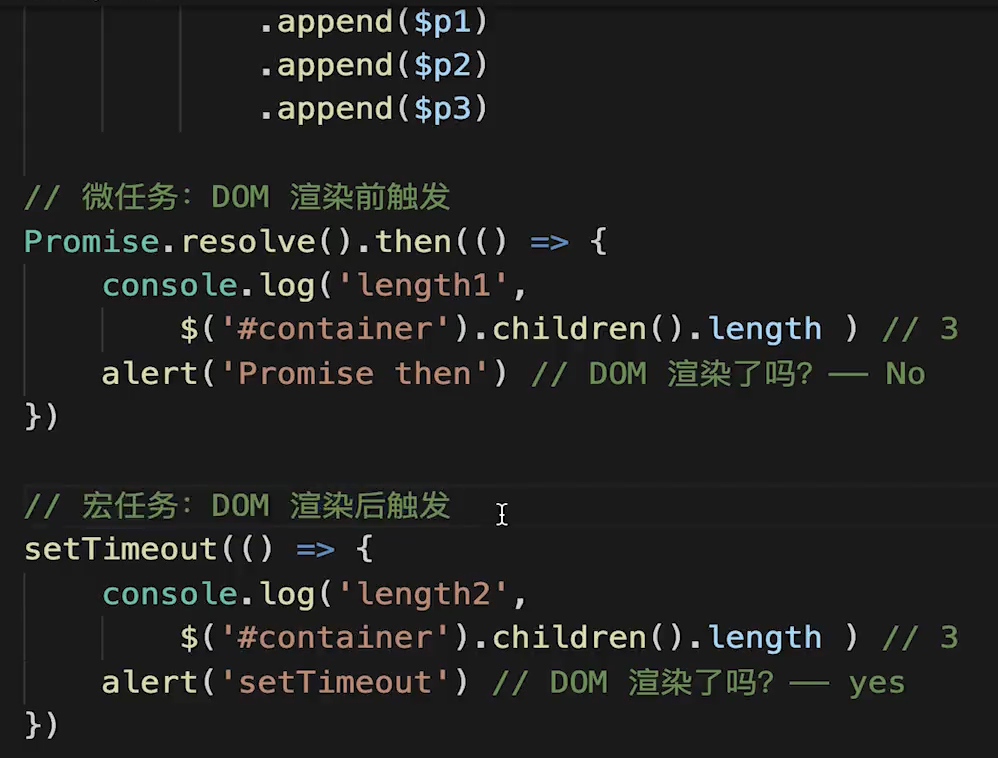 .append($p1)
.append($p2)
.append($p3)
// 微任务：DOM 渲染前触发
Promise.resolve().then(() => {
console.log('length1',
$('#container').children().length ) // 3
alert('Promise then') // DOM 渲染了吗？—— No
})
// 宏任务：DOM 渲染后触发
setTimeout(() => {
console.log('length2',
$('#container').children().length ) // 3
alert('setTimeout') // DOM 渲染了吗？—— yes
})